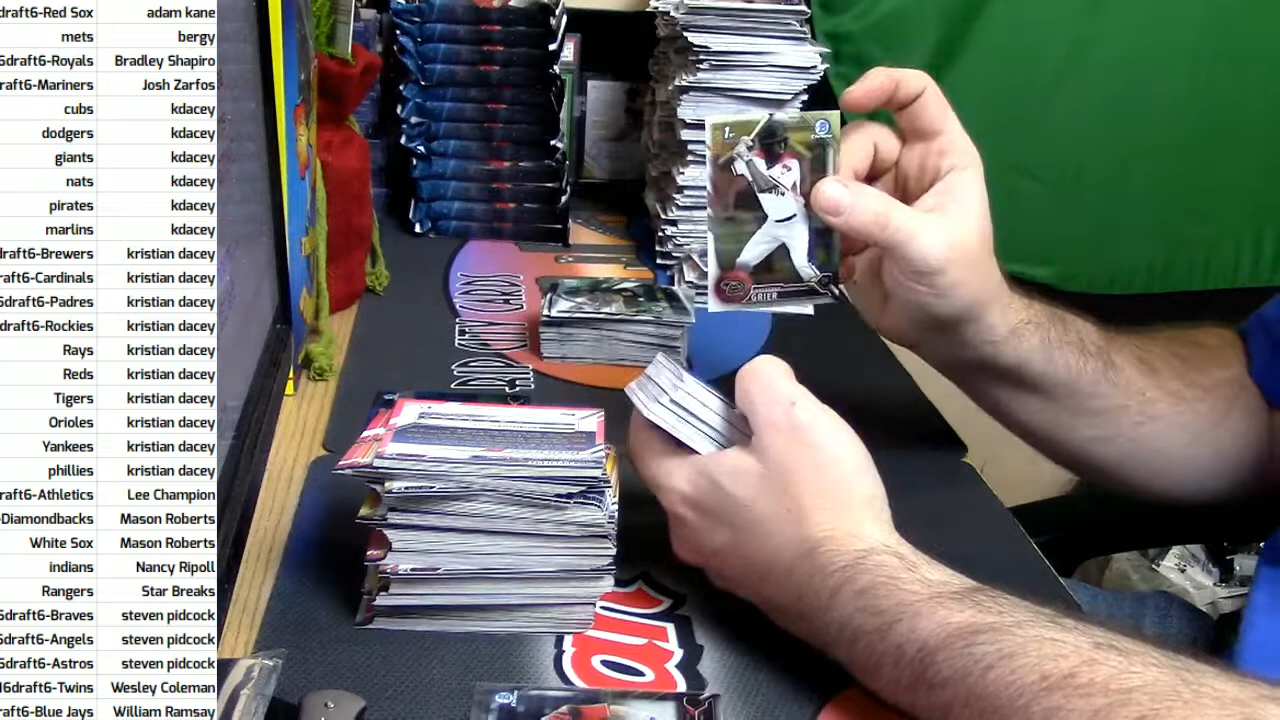 draft6-Red Sox adam kane
mets bergy
6draft6-Royals Bradley Shapiro
raft6-Mariners Josh Zarfos
cubs kdacey
dodgers kdacey
giants kdacey
nats kdacey
pirates kdacey
marlins kdacey
draft6-Brewers kristian dacey
raft6-Cardinals kristian dacey
6draft6-Padres kristian dacey
draft6-Rockies kristian dacey
Rays kristian dacey
Reds kristian dacey
Tigers kristian dacey
Orioles kristian dacey
Yankees kristian dacey
phillies kristian dacey
raft6-Athletics Lee Champion
-Diamondbacks Mason Roberts
White Sox Mason Roberts
indians Nancy Ripoll
Rangers Star Breaks
6draft6-Braves steven pidcock
6draft6-Angels steven pidcock
6draft6-Astros steven pidcock
16draft6-Twins Wesley Coleman
raft6-Blue Jays William Ramsay
RIP CITY CARDS
1st
GRIER